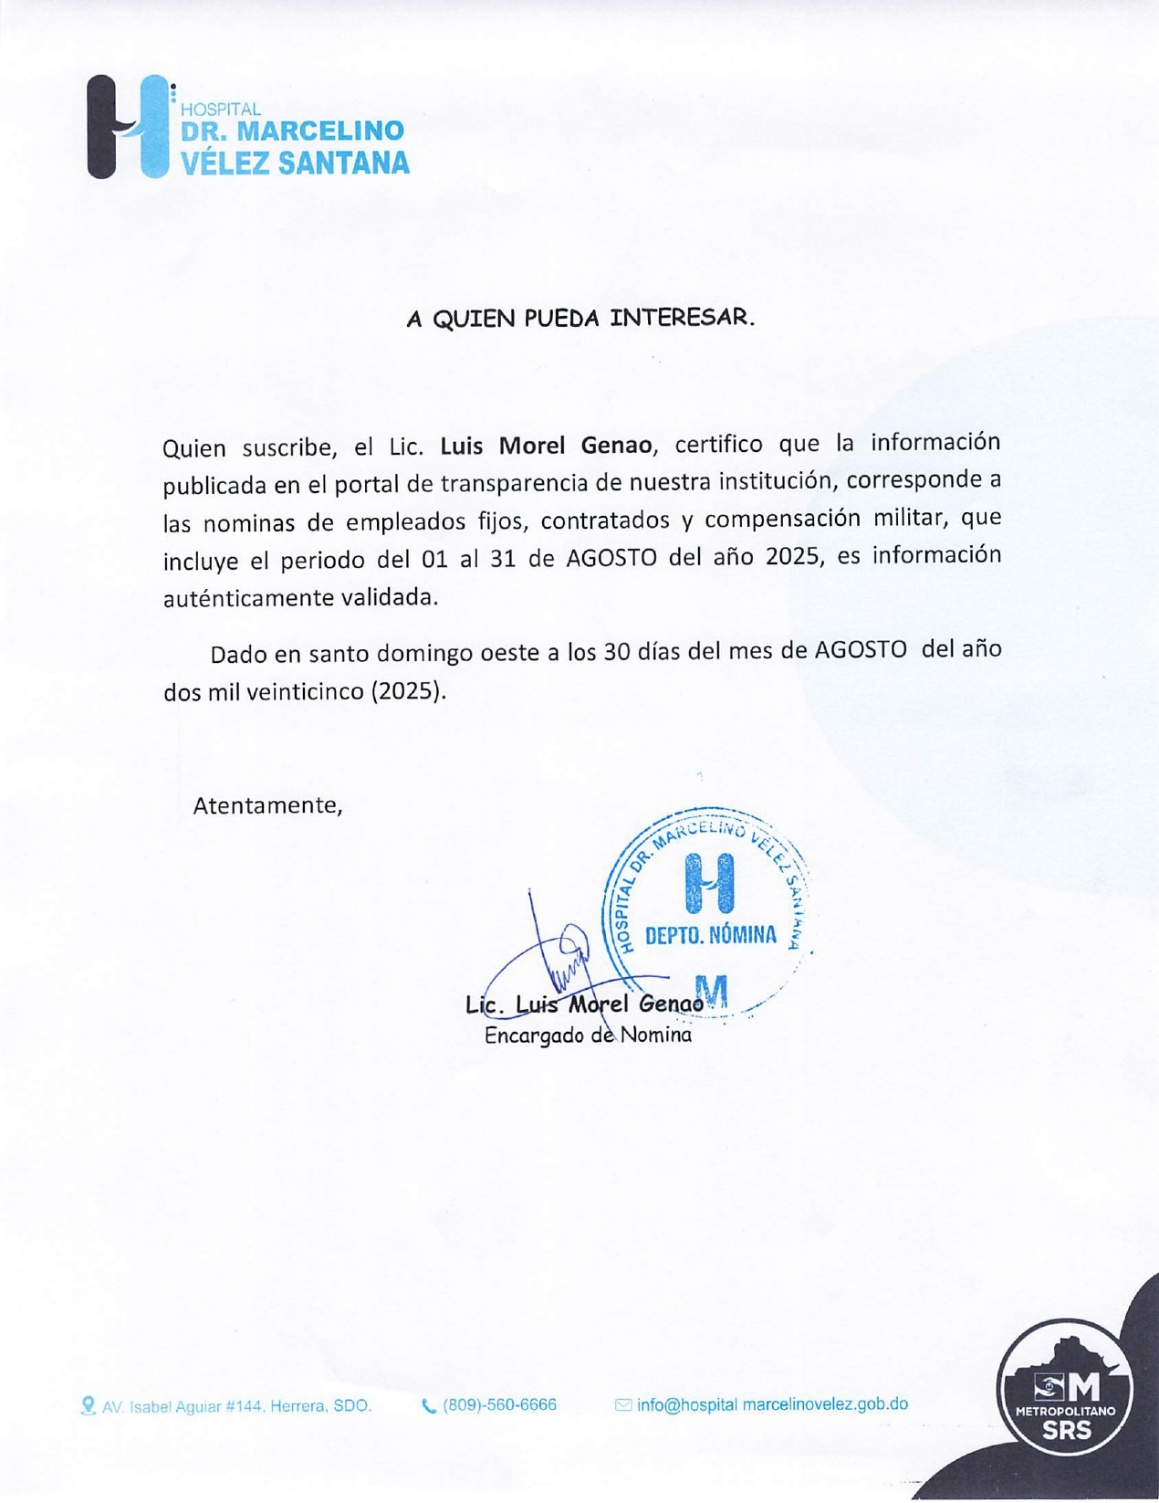 HOSPITAL
DR. MARCELINO
VÉLEZ SANTANA
A QUIEN PUEDA INTERESAR.
Quien suscribe, el Lic. Luis Morel Genao, certifico que la información
publicada en el portal de transparencia de nuestra institución, corresponde a
las nominas de empleados fijos, contratados y compensación militar, que
incluye el periodo del 01 al 31 de AGOSTO del año 2025, es información
auténticamente validada.
Dado en santo domingo oeste a los 30 días del mes de AGOSTO del año
dos mil veinticinco (2025).
Atentamente,
HOSPITAL DR. MARCELINO VÉLEZ SANTANA
DEPTO. NÓMINA
M
Lic. Luis Morel Genao
Encargado de Nomina
AV. Isabel Aguiar #144, Herrera, SDO. (809)-560-6666 info@hospital marcelinovelez.gob.do
M
METROPOLITANO
SRS